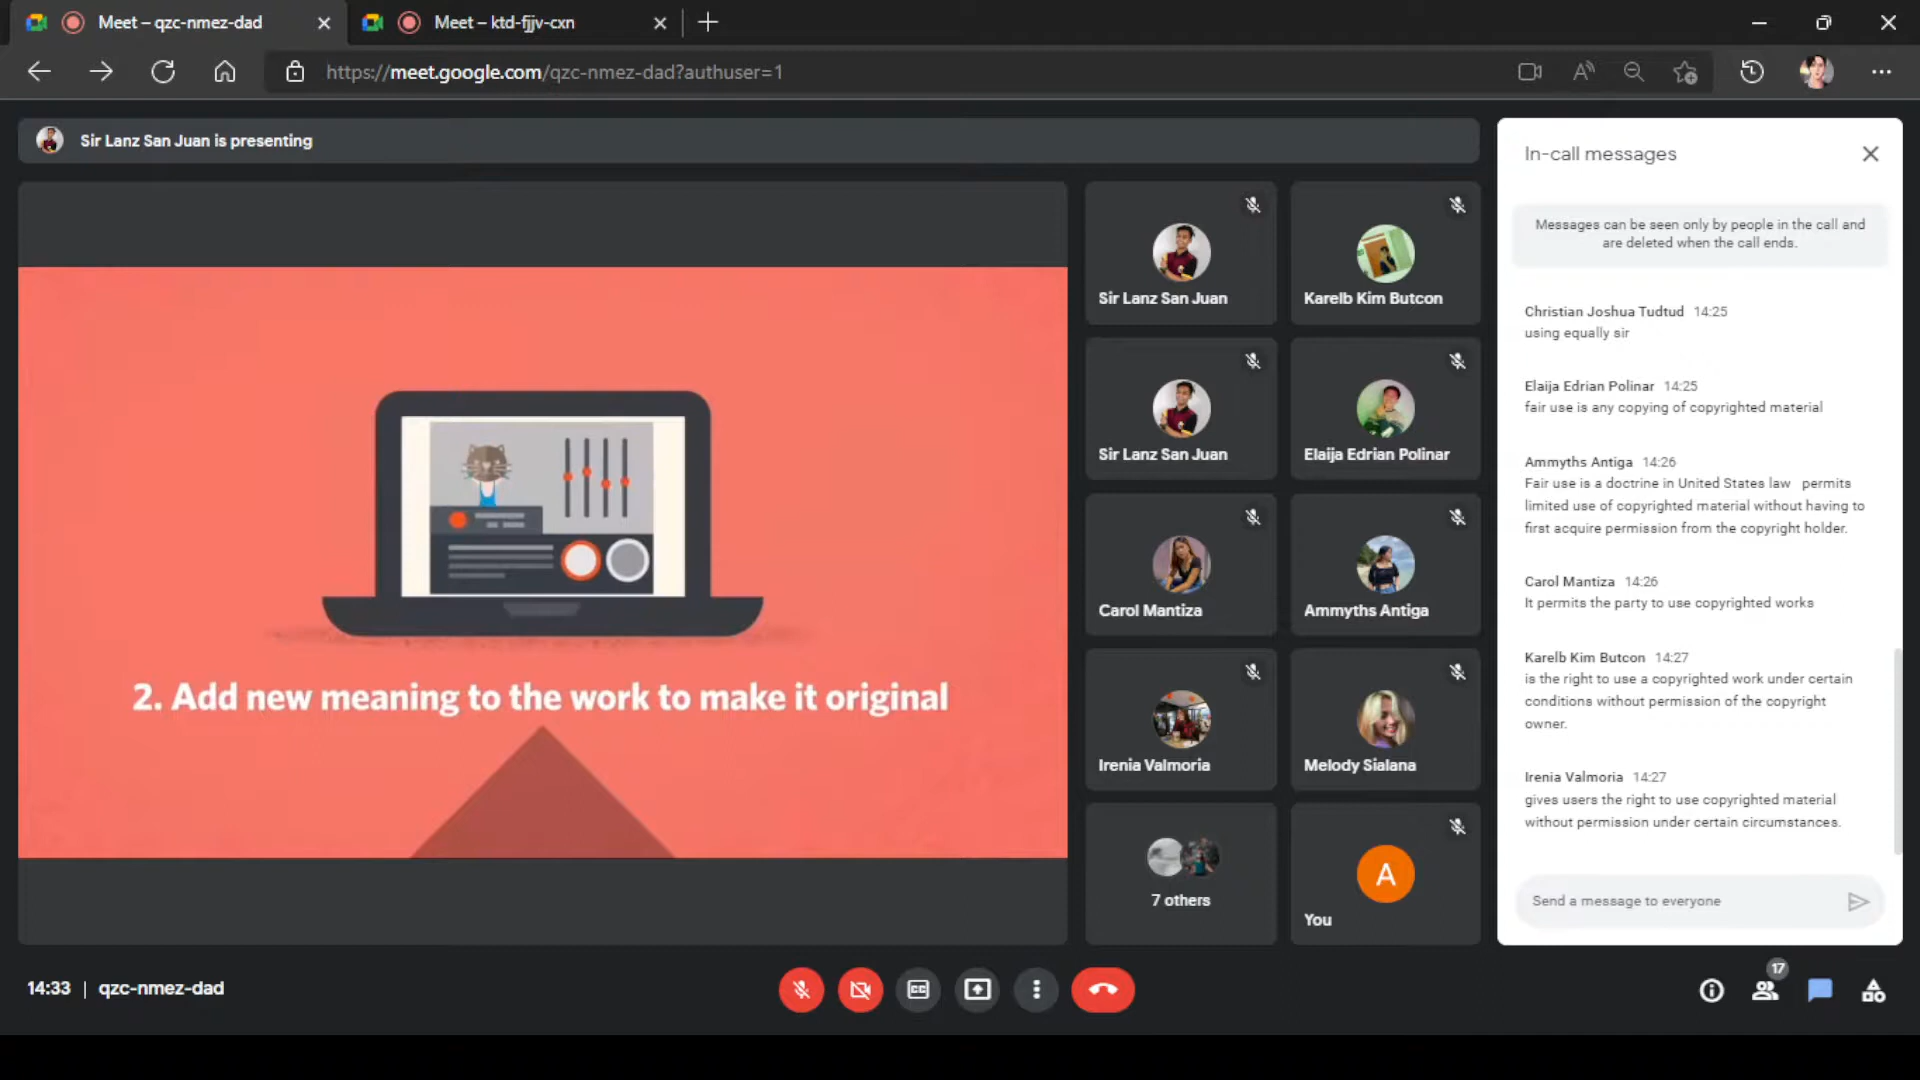 Meet – qzc-nmez-dad
Meet – ktd-fjjv-cxn
https://meet.google.com/qzc-nmez-dad?authuser=1
Sir Lanz San Juan is presenting
2. Add new meaning to the work to make it original
Sir Lanz San Juan
Karelb Kim Butcon
Sir Lanz San Juan
Elaija Edrian Polinar
Carol Mantiza
Ammyths Antiga
Irenia Valmoria
Melody Sialana
7 others
A
You
In-call messages
Messages can be seen only by people in the call and
are deleted when the call ends.
Christian Joshua Tudtud 14:25
using equally sir
Elaija Edrian Polinar 14:25
fair use is any copying of copyrighted material
Ammyths Antiga 14:26
Fair use is a doctrine in United States law permits
limited use of copyrighted material without having to
first acquire permission from the copyright holder.
Carol Mantiza 14:26
It permits the party to use copyrighted works
Karelb Kim Butcon 14:27
is the right to use a copyrighted work under certain
conditions without permission of the copyright
owner.
Irenia Valmoria 14:27
gives users the right to use copyrighted material
without permission under certain circumstances.
Send a message to everyone
14:33 | qzc-nmez-dad
CC
17